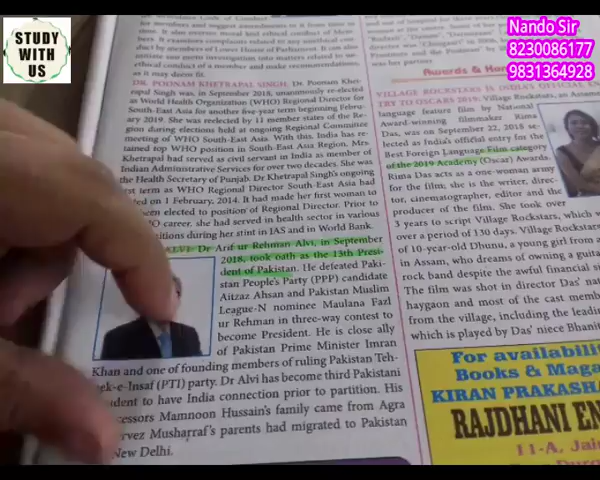 STUDY
WITH
US
Nando Sir
8230086177
9831364928
Code of Conduct
for members and suggest amendments to it from time to
time. It also oversees moral and ethical conduct of Mem-
bers. It examines complaints related to any unethical con-
duct by members of Lower House of Parliament. It can also
initiate suo moto investigation into matters related to un-
ethical conduct of a member and make recommendations,
as it may deem fit.
DR. POONAM KHETRAPAL SINGH: Dr. Poonam Khet-
rapal Singh was, in September 2018, unanimously re-elected
as World Health Organization (WHO) Regional Director for
South-East Asia for another five-year term beginning Febru-
ary 2019. She was reelected by 11 member states of the Re-
gion during elections held at ongoing Regional Committee
meeting of WHO South-East Asia. With this, India has re-
tained top WHO position in South-East Asia Region. Mrs.
Khetrapal had served as civil servant in India as member of
Indian Administrative Services for over two decades. She was
the Health Secretary of Punjab. Dr Khetrapal Singh's ongoing
first term as WHO Regional Director South-East Asia had
on 1 February, 2014. It had made her first woman to
been elected to position of Regional Director. Prior to
career, she had served in health sector in various
positions during her stint in IAS and in World Bank.
ALVI: Dr Arif ur Rehman Alvi, in September
2018, took oath as the 13th Presi-
dent of Pakistan. He defeated Paki-
stan People's Party (PPP) candidate
Aitzaz Ahsan and Pakistan Muslim
League-N nominee Maulana Fazl
ur Rehman in three-way contest to
become President. He is close ally
of Pakistan Prime Minister Imran
Khan and one of founding members of ruling Pakistan Teh-
-e-Insaf (PTI) party. Dr Alvi has become third Pakistani
to have India connection prior to partition. His
Mamnoon Hussain's family came from Agra
Musharraf's parents had migrated to Pakistan
New Delhi.
was her partner.
Awards &
VILLAGE ROCKSTARS IS INDIA'S OFFICIAL
TRY TO OSCARS 2019: Village Rockstars, an
language feature film by National
Award-winning filmmaker Rima
Das, was on September 22, 2018 se-
lected as India's official entry for the
Best Foreign Language Film category
of the 2019 Academy (Oscar) Awards.
Rima Das acts as a one-woman army
for the film; she is the writer, direc-
tor, cinematographer, editor and the
producer of the film. She took over
3 years to script Village Rockstars, which
over a period of 130 days. Village Rockstars
of 10-year-old Dhunu, a young girl from a
in Assam, who dreams of owning a guita
rock band despite the awful financial si
The film was shot in director Das' nat
haygaon and most of the cast memb
from the village, including the leadin
which is played by Das' niece Bhani
For availabili
Books & Maga
KIRAN PRAKASHA
RAJDHANI EN
11-A, Jai